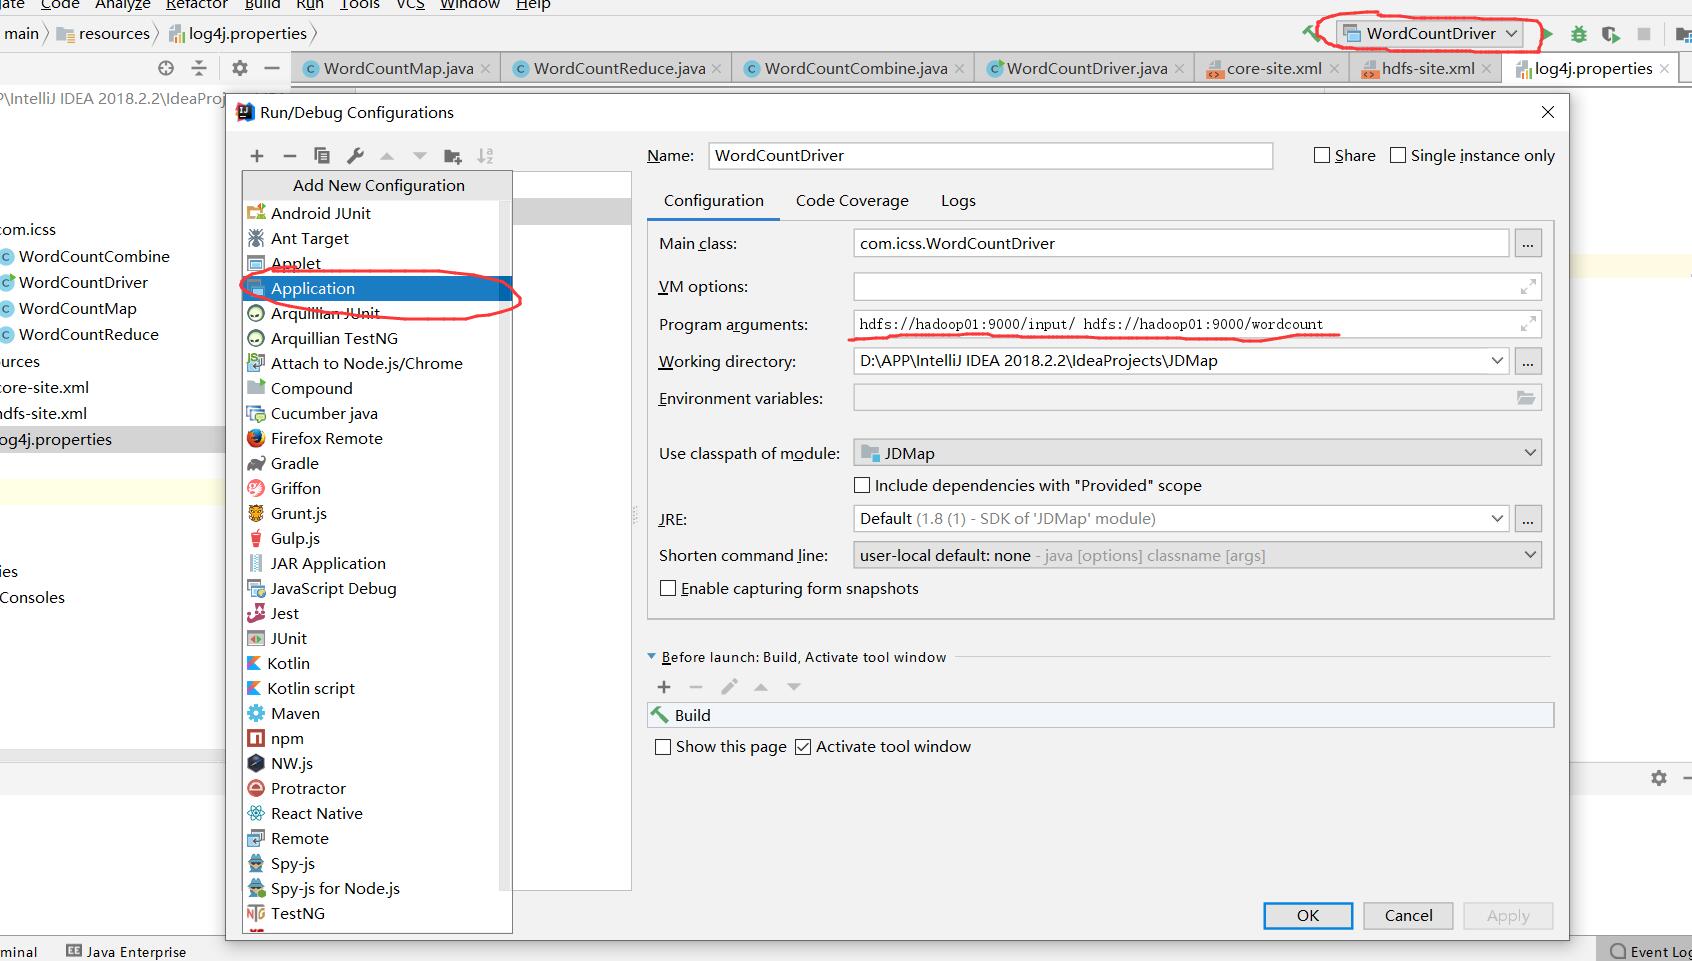 Code Analyze Refactor Build Run Tools VCS Window Help
main resources log4j.properties WordCountDriver
WordCountMap.java WordCountReduce.java WordCountCombine.java WordCountDriver.java core-site.xml hdfs-site.xml log4j.properties
P\IntelliJ IDEA 2018.2.2\IdeaProj
com.icss
WordCountCombine
WordCountDriver
WordCountMap
WordCountReduce
core-site.xml
hdfs-site.xml
log4j.properties
Consoles
Run/Debug Configurations
Add New Configuration
Android JUnit
Ant Target
Applet
Application
Arquillian JUnit
Arquillian TestNG
Attach to Node.js/Chrome
Compound
Cucumber java
Firefox Remote
Gradle
Griffon
Grunt.js
Gulp.js
JAR Application
JavaScript Debug
Jest
JUnit
Kotlin
Kotlin script
Maven
npm
NW.js
Protractor
React Native
Remote
Spy-js
Spy-js for Node.js
TestNG
Name: WordCountDriver Share Single instance only
Configuration Code Coverage Logs
Main class: com.icss.WordCountDriver ...
VM options:
Program arguments: hdfs://hadoop01:9000/input/ hdfs://hadoop01:9000/wordcount
Working directory: D:\APP\IntelliJ IDEA 2018.2.2\IdeaProjects\JDMap ...
Environment variables:
Use classpath of module: JDMap
Include dependencies with "Provided" scope
JRE: Default (1.8 (1) - SDK of 'JDMap' module) ...
Shorten command line: user-local default: none - java [options] classname [args]
Enable capturing form snapshots
Before launch: Build, Activate tool window
Build
Show this page Activate tool window
OK Cancel Apply
minal Java Enterprise Event Log